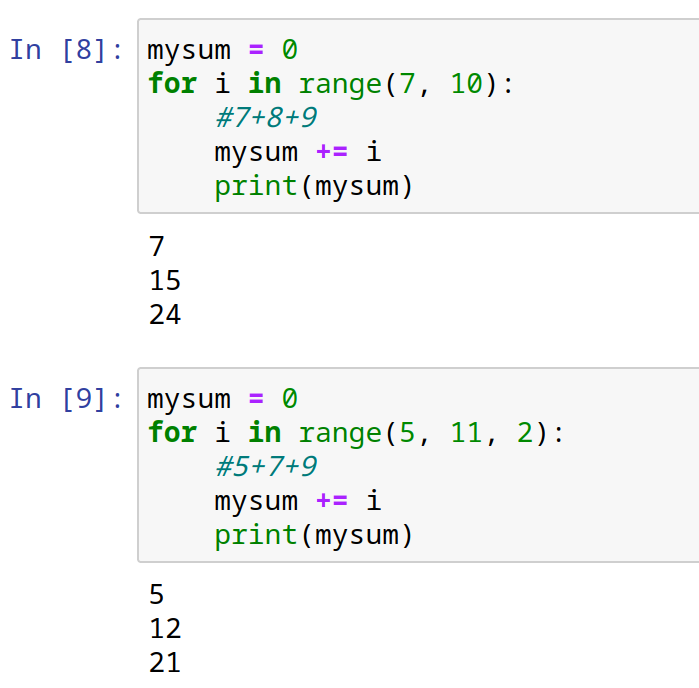 In [8]: mysum = 0
for i in range(7, 10):
    #7+8+9
    mysum += i
    print(mysum)
7
15
24
In [9]: mysum = 0
for i in range(5, 11, 2):
    #5+7+9
    mysum += i
    print(mysum)
5
12
21